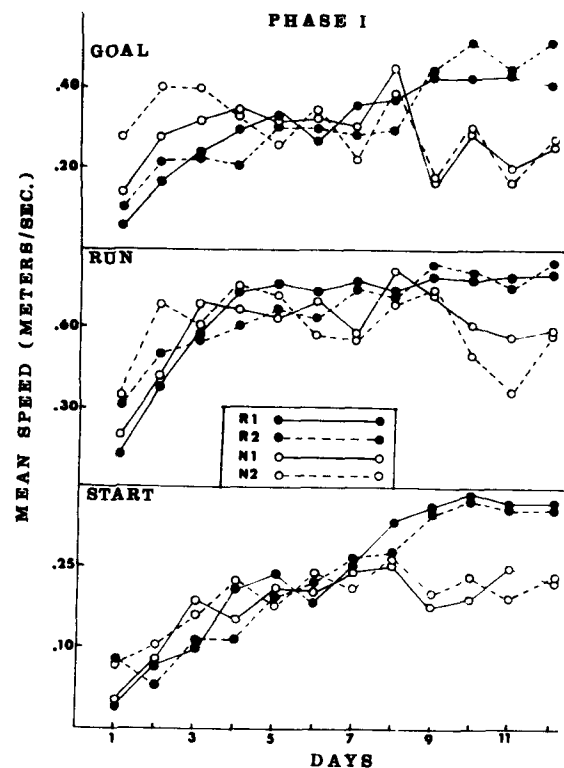 PHASE I
GOAL
.40
.20
RUN
.40
.30
R1
R2
N1
N2
START
.25
.10
1 3 5 7 9 11
DAYS
MEAN SPEED (METERS/SEC.)